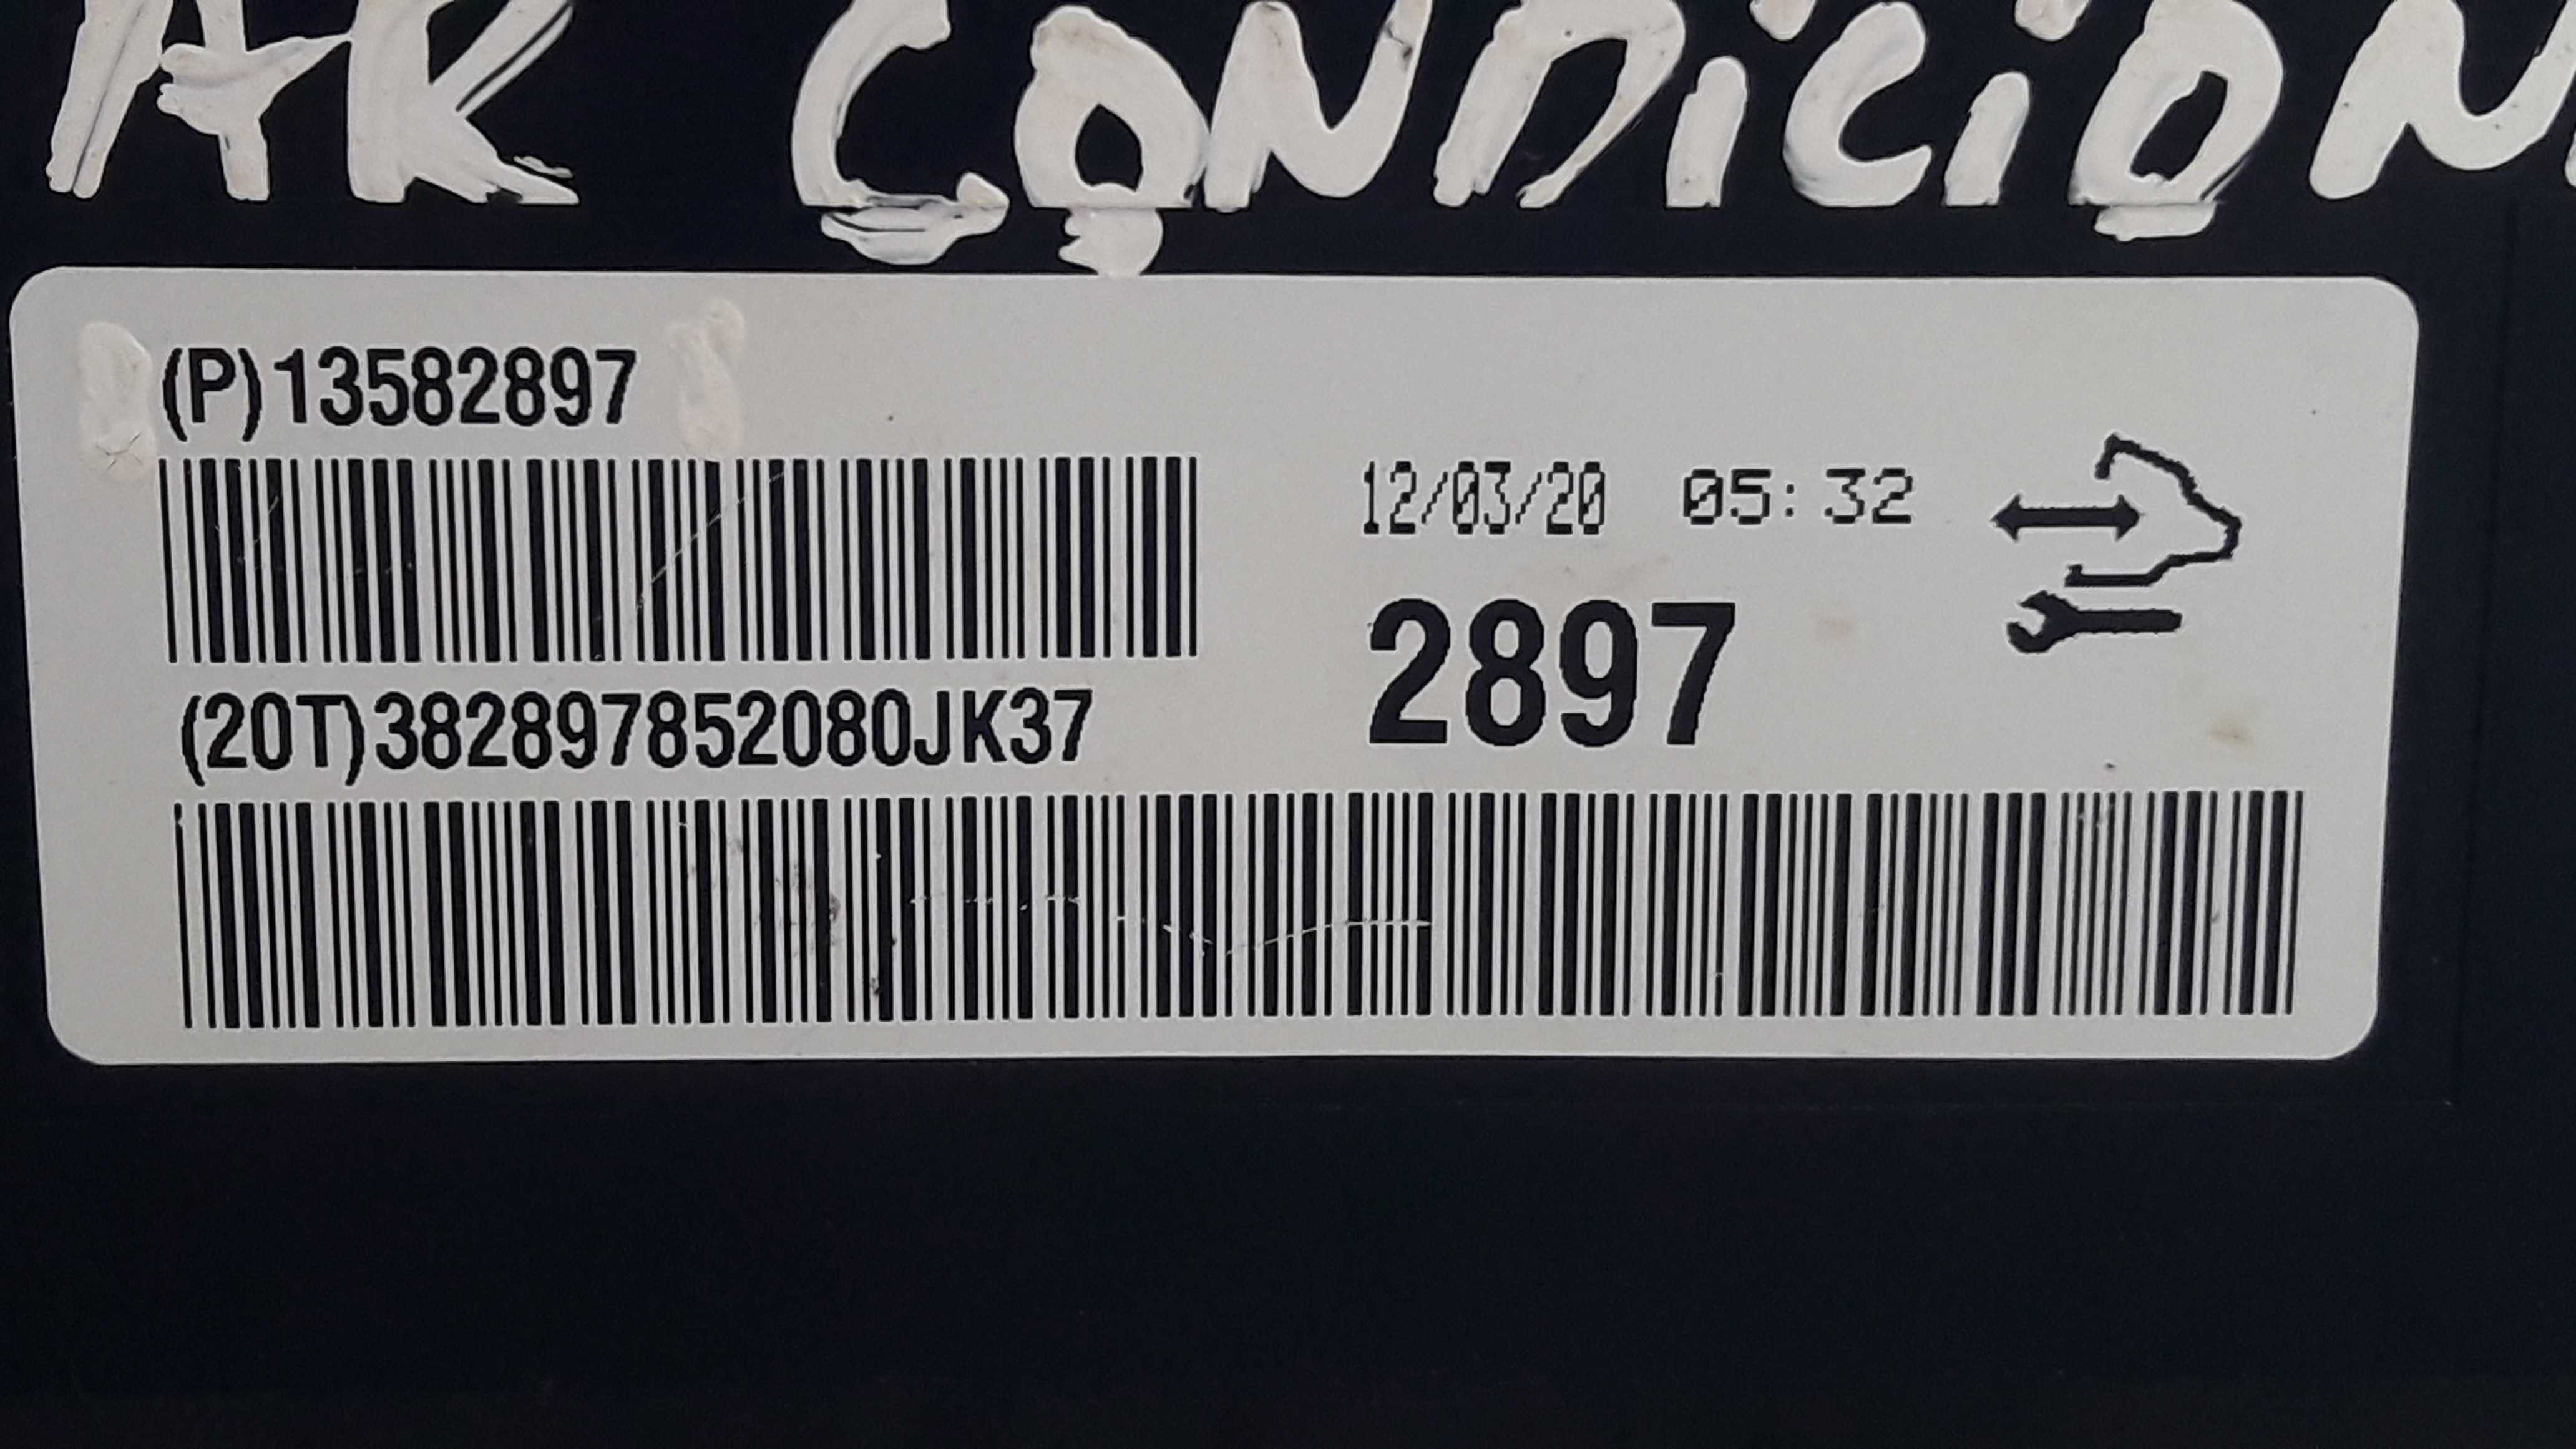 AR CONDICION
(P)13582897
12/03/20 05:32
2897
(20T)382897852080JK37